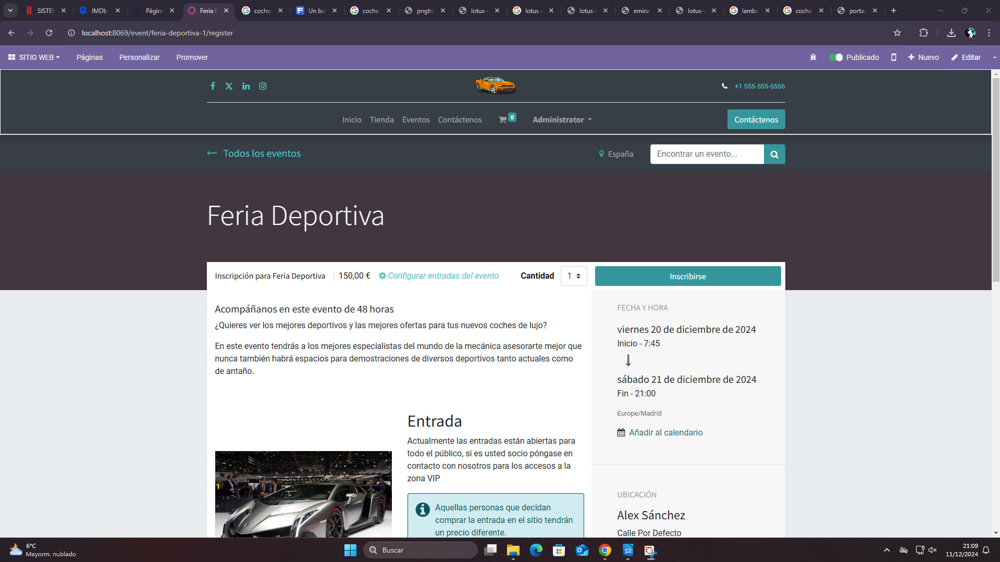 SISTE
IMDb
Página
Feria D
coche
Un bu
coche
pngtre
lotus-
lotus e
lotus-
emira-
lotus-
lambo
coche
porta
localhost:8069/event/feria-deportiva-1/register
SITIO WEB
Páginas
Personalizar
Promover
Publicado
Nuevo
Editar
+1 555-555-5556
Inicio
Tienda
Eventos
Contáctenos
0
Administrator
Contáctenos
Todos los eventos
España
Encontrar un evento...
Feria Deportiva
Inscripción para Feria Deportiva
150,00 €
Configurar entradas del evento
Cantidad
1
Inscribirse
Acompáñanos en este evento de 48 horas
¿Quieres ver los mejores deportivos y las mejores ofertas para tus nuevos coches de lujo?
En este evento tendrás a los mejores especialistas del mundo de la mecánica asesorarte mejor que
nunca también habrá espacios para demostraciones de diversos deportivos tanto actuales como
de antaño.
Entrada
Actualmente las entradas están abiertas para
todo el público, si es usted socio póngase en
contacto con nosotros para los accesos a la
zona VIP
Aquellas personas que decidan
comprar la entrada en el sitio tendrán
un precio diferente.
FECHA Y HORA
viernes 20 de diciembre de 2024
Inicio - 7:45
sábado 21 de diciembre de 2024
Fin - 21:00
Europe/Madrid
Añadir al calendario
UBICACIÓN
Alex Sánchez
Calle Por Defecto
6°C
Mayorm. nublado
Buscar
21:09
11/12/2024